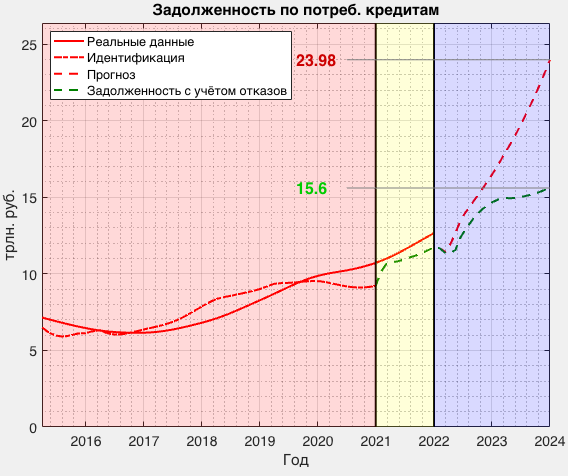 Задолженность по потреб. кредитам
25
20
15
10
5
0
трлн. руб.
Реальные данные
Идентификация
Прогноз
Задолженность с учётом отказов
23.98
15.6
2016 2017 2018 2019 2020 2021 2022 2023 2024
Год